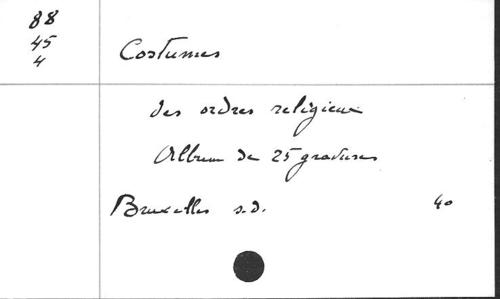 88
45
4
Costumes
des ordres religieux
Album de 25 gravures
Bruxelles s.d. 40